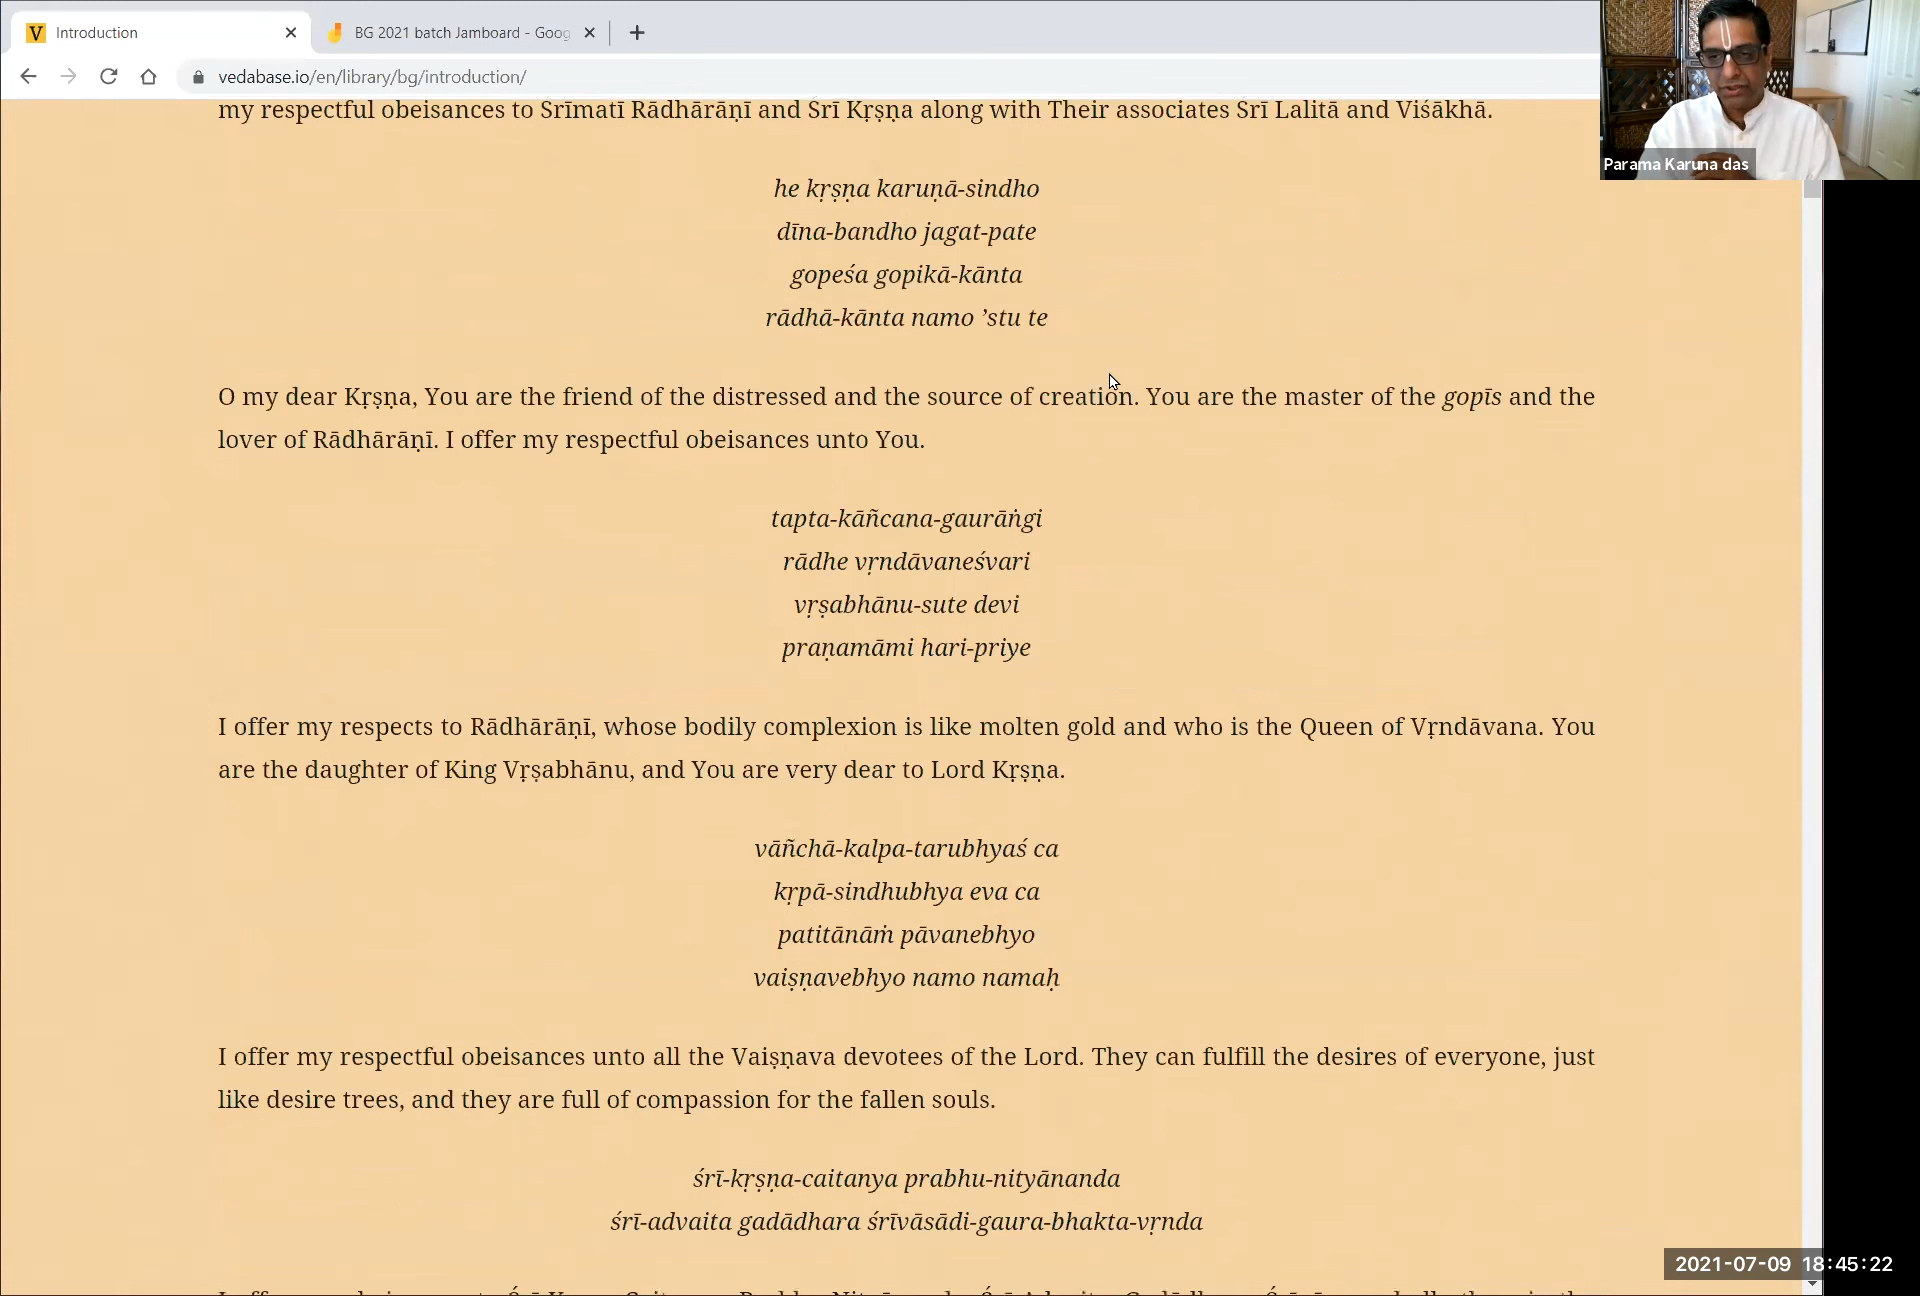 Introduction
BG 2021 batch Jamboard - Goog
vedabase.io/en/library/bg/introduction/
Parama Karuna das
my respectful obeisances to Śrīmatī Rādhārāṇī and Śrī Kṛṣṇa along with Their associates Śrī Lalitā and Viśākhā.
he kṛṣṇa karuṇā-sindho
dīna-bandho jagat-pate
gopeśa gopikā-kānta
rādhā-kānta namo ’stu te
O my dear Kṛṣṇa, You are the friend of the distressed and the source of creation. You are the master of the gopīs and the
lover of Rādhārāṇī. I offer my respectful obeisances unto You.
tapta-kāñcana-gaurāṅgi
rādhe vṛndāvaneśvari
vṛṣabhānu-sute devi
praṇamāmi hari-priye
I offer my respects to Rādhārāṇī, whose bodily complexion is like molten gold and who is the Queen of Vṛndāvana. You
are the daughter of King Vṛṣabhānu, and You are very dear to Lord Kṛṣṇa.
vāñchā-kalpa-tarubhyaś ca
kṛpā-sindhubhya eva ca
patitānāṁ pāvanebhyo
vaiṣṇavebhyo namo namaḥ
I offer my respectful obeisances unto all the Vaiṣṇava devotees of the Lord. They can fulfill the desires of everyone, just
like desire trees, and they are full of compassion for the fallen souls.
śrī-kṛṣṇa-caitanya prabhu-nityānanda
śrī-advaita gadādhara śrīvāsādi-gaura-bhakta-vṛnda
2021-07-09 18:45:22